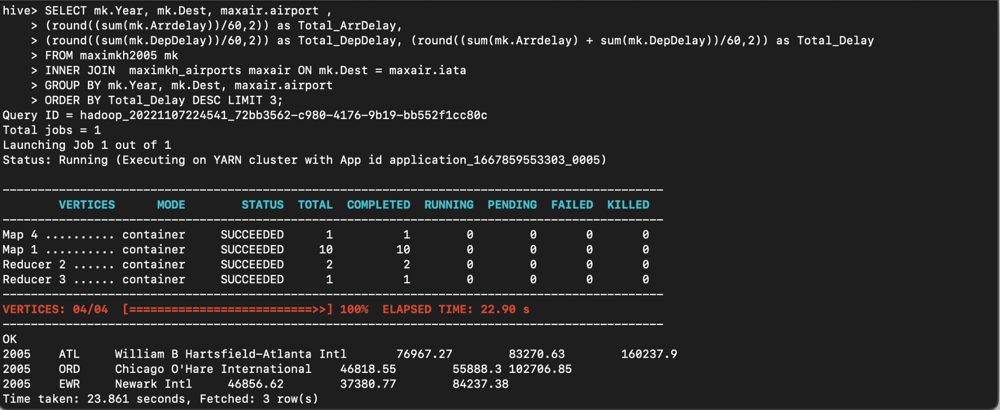 hive> SELECT mk.Year, mk.Dest, maxair.airport ,
    > (round((sum(mk.Arrdelay))/60,2)) as Total_ArrDelay,
    > (round((sum(mk.DepDelay))/60,2)) as Total_DepDelay, (round((sum(mk.Arrdelay) + sum(mk.DepDelay))/60,2)) as Total_Delay
    > FROM maximkh2005 mk
    > INNER JOIN  maximkh_airports maxair ON mk.Dest = maxair.iata
    > GROUP BY mk.Year, mk.Dest, maxair.airport
    > ORDER BY Total_Delay DESC LIMIT 3;
Query ID = hadoop_20221107224541_72bb3562-c980-4176-9b19-bb552f1cc80c
Total jobs = 1
Launching Job 1 out of 1
Status: Running (Executing on YARN cluster with App id application_1667859553303_0005)
----------------------------------------------------------------------------------------------
        VERTICES      MODE        STATUS  TOTAL  COMPLETED  RUNNING  PENDING  FAILED  KILLED
----------------------------------------------------------------------------------------------
Map 4 .......... container     SUCCEEDED      1          1        0        0       0       0
Map 1 .......... container     SUCCEEDED     10         10        0        0       0       0
Reducer 2 ...... container     SUCCEEDED      2          2        0        0       0       0
Reducer 3 ...... container     SUCCEEDED      1          1        0        0       0       0
----------------------------------------------------------------------------------------------
VERTICES: 04/04  [==========================>>] 100%  ELAPSED TIME: 22.90 s
----------------------------------------------------------------------------------------------
OK
2005    ATL     William B Hartsfield-Atlanta Intl       76967.27        83270.63        160237.9
2005    ORD     Chicago O'Hare International    46818.55        55888.3 102706.85
2005    EWR     Newark Intl     46856.62        37380.77        84237.38
Time taken: 23.861 seconds, Fetched: 3 row(s)